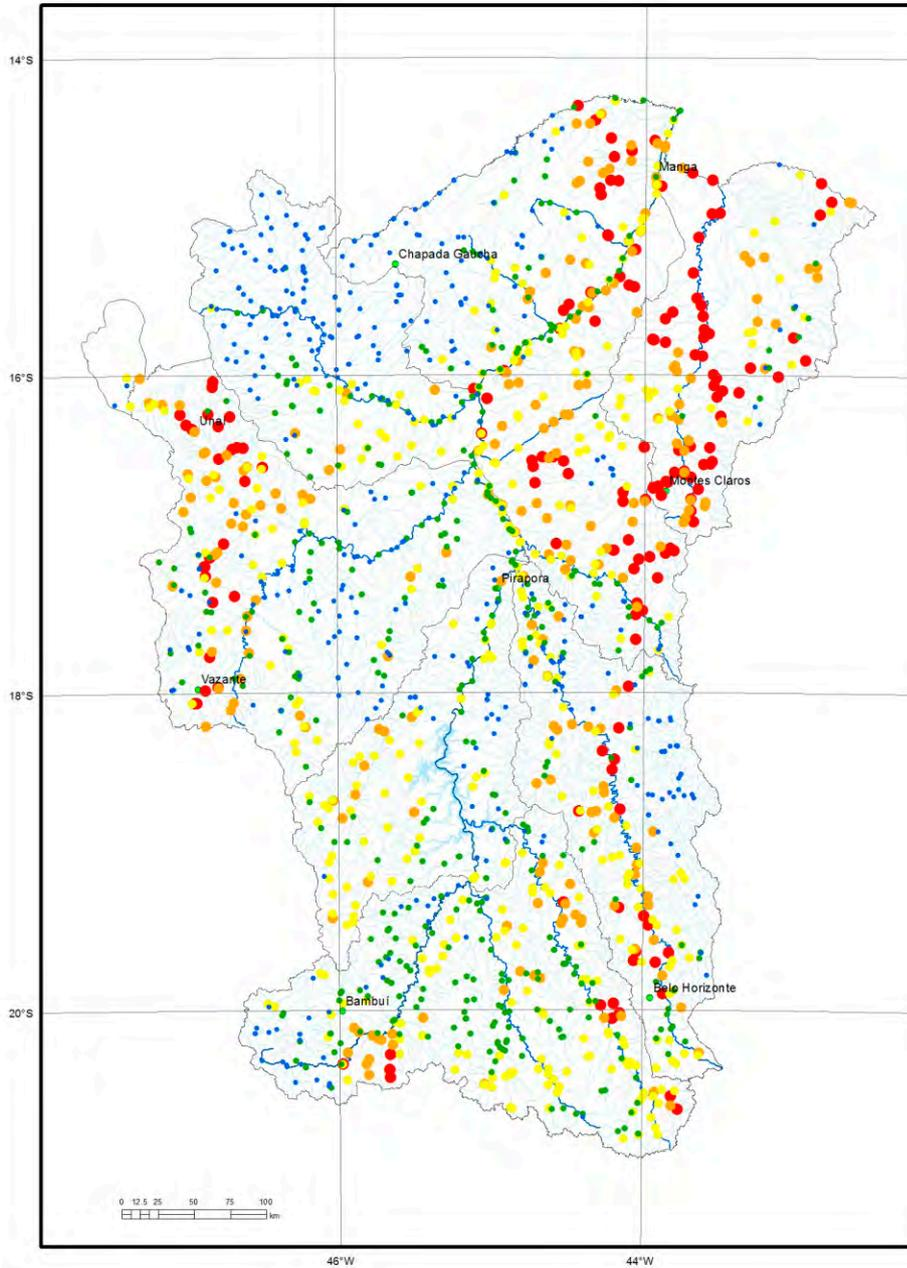 14°S
Manga
Chapada Gaúcha
16°S
Unaí
Montes Claros
Pirapora
Vazante
18°S
Belo Horizonte
Bambuí
20°S
0 12.5 25 50 75 100
km
46°W 44°W